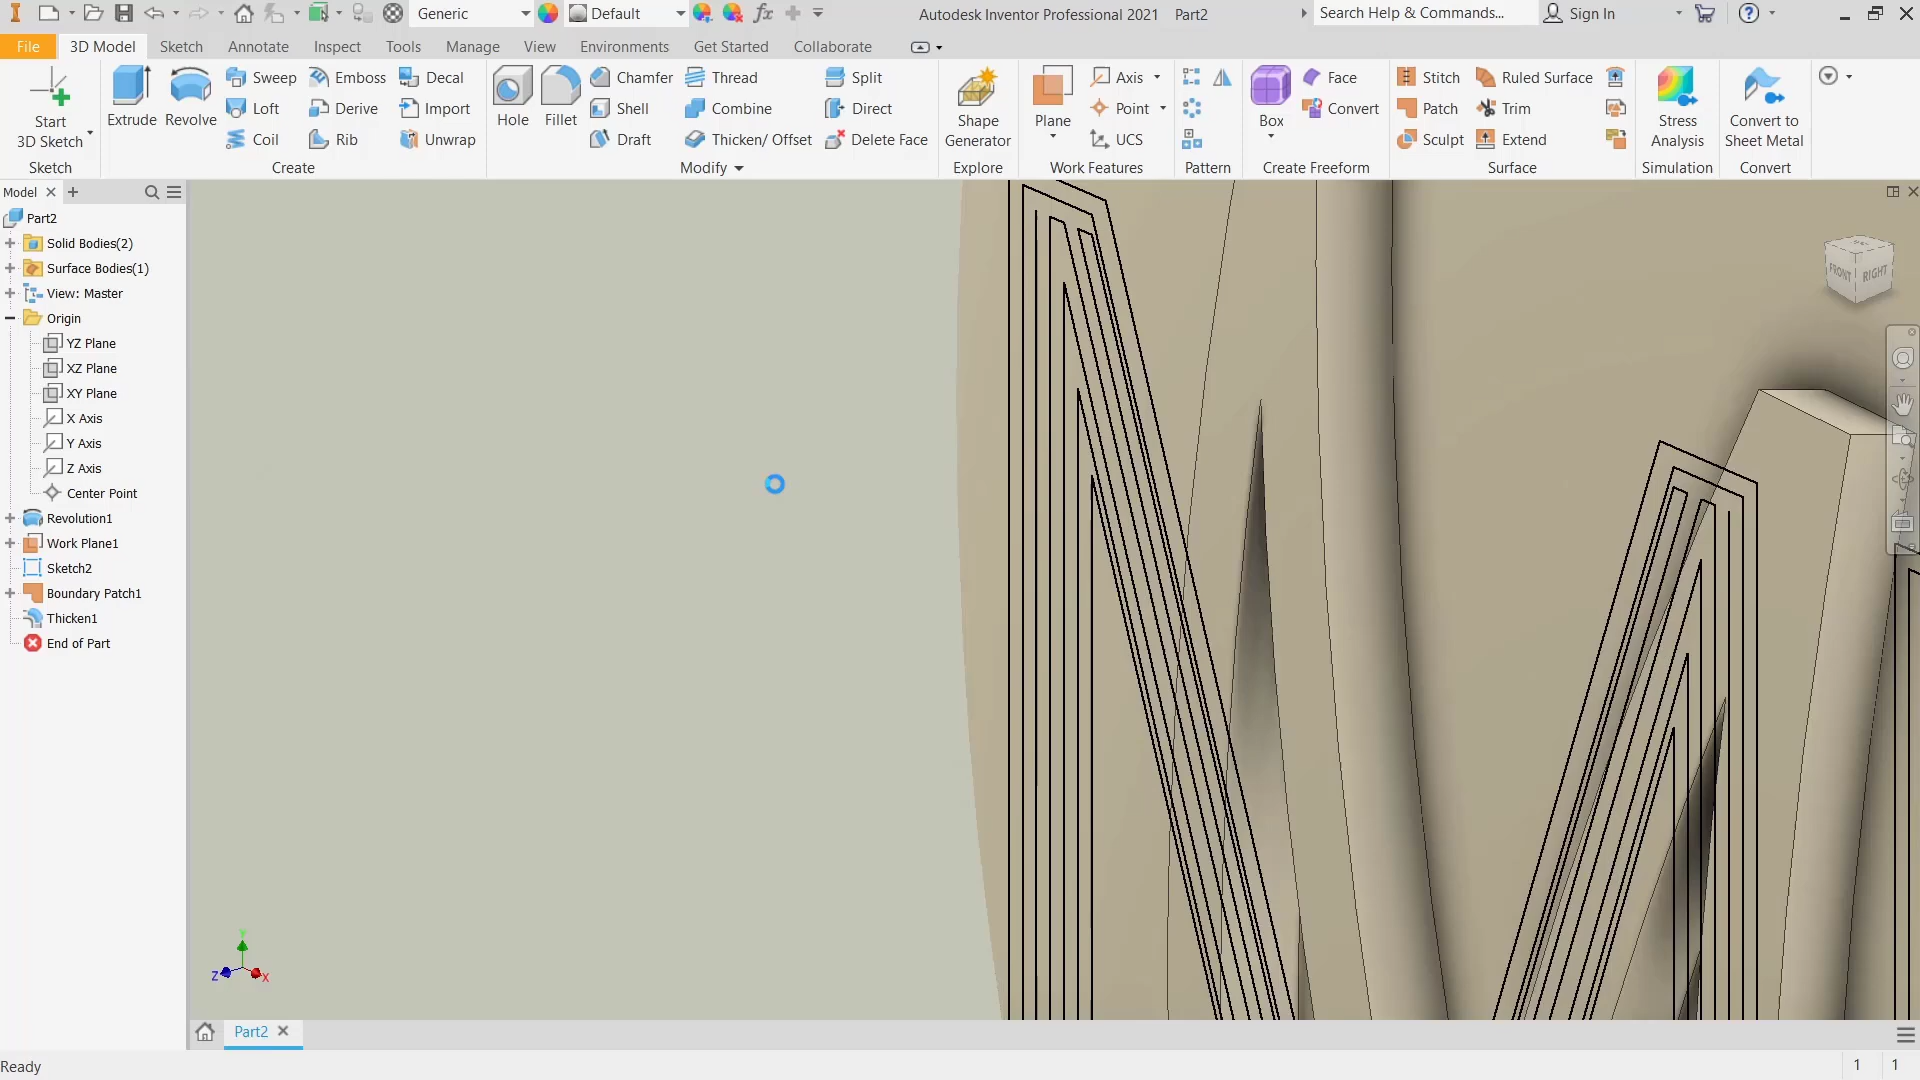 Generic
Default
Autodesk Inventor Professional 2021 Part2
Search Help & Commands...
Sign In
File
3D Model
Sketch
Annotate
Inspect
Tools
Manage
View
Environments
Get Started
Collaborate
Start
3D Sketch
Sketch
Extrude
Revolve
Sweep
Loft
Coil
Emboss
Derive
Rib
Decal
Import
Unwrap
Create
Hole
Fillet
Chamfer
Shell
Draft
Thread
Combine
Thicken/ Offset
Split
Direct
Delete Face
Modify
Shape
Generator
Explore
Plane
Axis
Point
UCS
Work Features
Pattern
Box
Face
Convert
Create Freeform
Stitch
Patch
Sculpt
Ruled Surface
Trim
Extend
Surface
Stress
Analysis
Simulation
Convert to
Sheet Metal
Convert
Model
Part2
Solid Bodies(2)
Surface Bodies(1)
View: Master
Origin
YZ Plane
XZ Plane
XY Plane
X Axis
Y Axis
Z Axis
Center Point
Revolution1
Work Plane1
Sketch2
Boundary Patch1
Thicken1
End of Part
FRONT
RIGHT
Y
Z
X
Part2
Ready
1
1